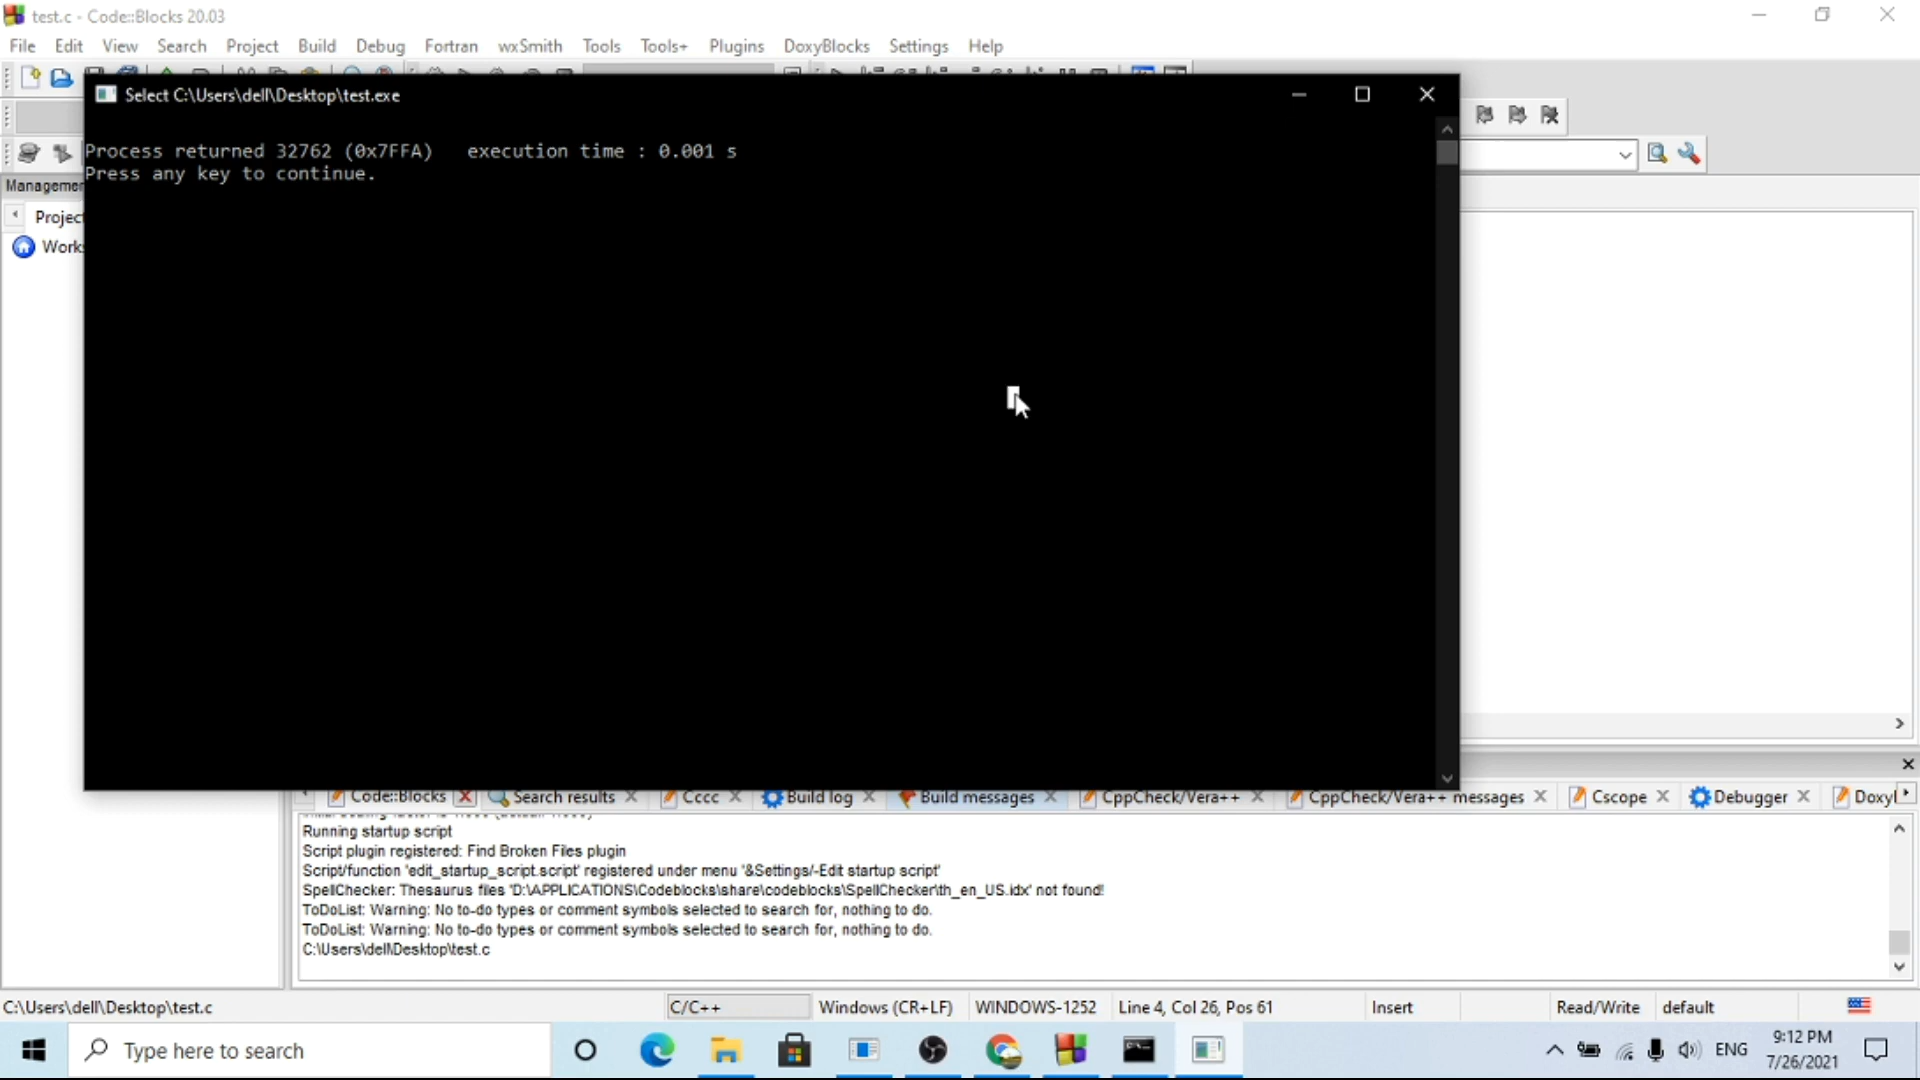 test.c - Code::Blocks 20.03
File Edit View Search Project Build Debug Fortran wxSmith Tools Tools+ Plugins DoxyBlocks Settings Help
Select C:\Users\dell\Desktop\test.exe
Process returned 32762 (0x7FFA)   execution time : 0.001 s
Press any key to continue.
Managemen
Project
Works
Code::Blocks Search results Cccc Build log Build messages CppCheck/Vera++ CppCheck/Vera++ messages Cscope Debugger Doxyl
Running startup script
Script plugin registered: Find Broken Files plugin
Script/function 'edit_startup_script.script' registered under menu '&Settings/-Edit startup script'
SpellChecker: Thesaurus files 'D:\APPLICATIONS\Codeblocks\share\codeblocks\SpellChecker\th_en_US.idx' not found!
ToDoList: Warning: No to-do types or comment symbols selected to search for, nothing to do.
ToDoList: Warning: No to-do types or comment symbols selected to search for, nothing to do.
C:\Users\dell\Desktop\test.c
C:\Users\dell\Desktop\test.c C/C++ Windows (CR+LF) WINDOWS-1252 Line 4, Col 26, Pos 61 Insert Read/Write default
Type here to search
ENG
9:12 PM
7/26/2021